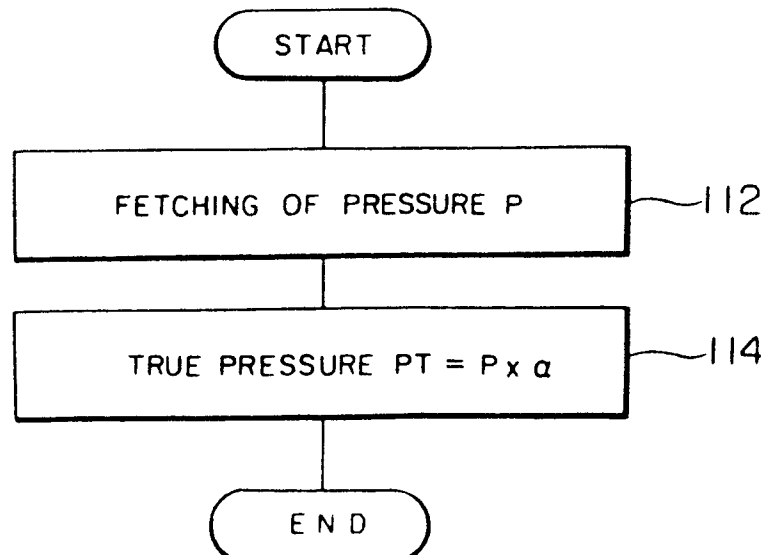 START
FETCHING OF PRESSURE P
112
TRUE PRESSURE PT = P x α
114
END